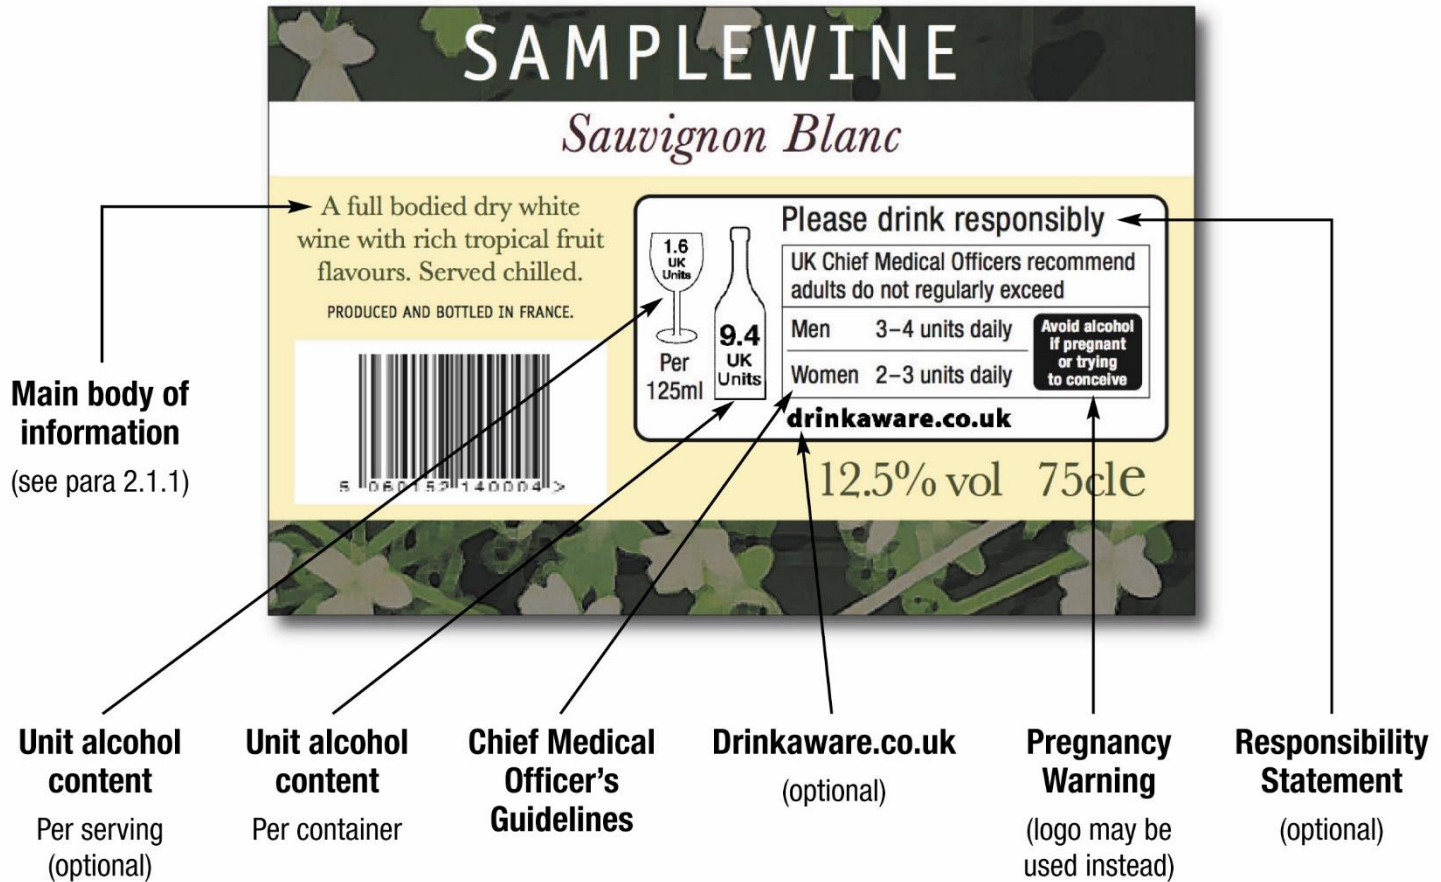 SAMPLEWINE
Sauvignon Blanc
A full bodied dry white
wine with rich tropical fruit
flavours. Served chilled.
PRODUCED AND BOTTLED IN FRANCE.
5 060152 140004 >
1.6
UK
Units
Per
125ml
9.4
UK
Units
Please drink responsibly
UK Chief Medical Officers recommend
adults do not regularly exceed
Men 3–4 units daily
Women 2–3 units daily
Avoid alcohol
if pregnant
or trying
to conceive
drinkaware.co.uk
12.5% vol 75cle
Main body of
information
(see para 2.1.1)
Unit alcohol
content
Per serving
(optional)
Unit alcohol
content
Per container
Chief Medical
Officer’s
Guidelines
Drinkaware.co.uk
(optional)
Pregnancy
Warning
(logo may be
used instead)
Responsibility
Statement
(optional)